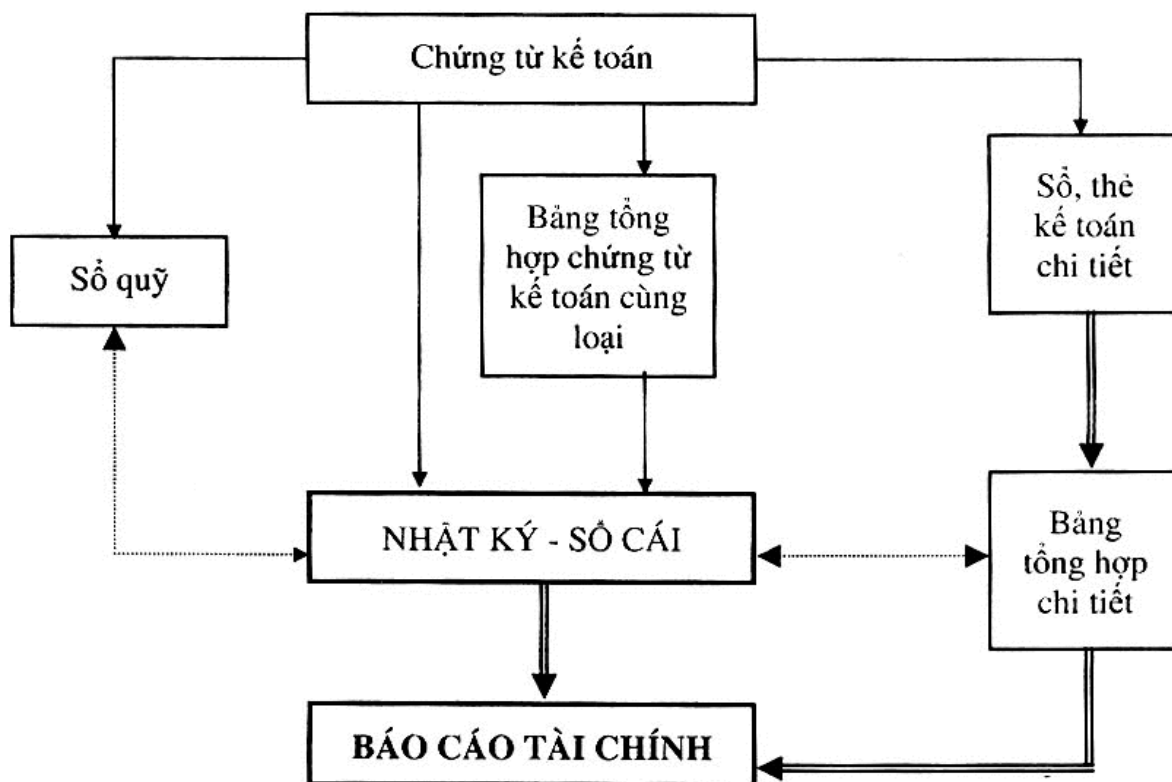 Chứng từ kế toán
Sổ quỹ
Bảng tổng
hợp chứng từ
kế toán cùng
loại
Sổ, thẻ
kế toán
chi tiết
NHẬT KÝ - SỔ CÁI
Bảng
tổng hợp
chi tiết
BÁO CÁO TÀI CHÍNH